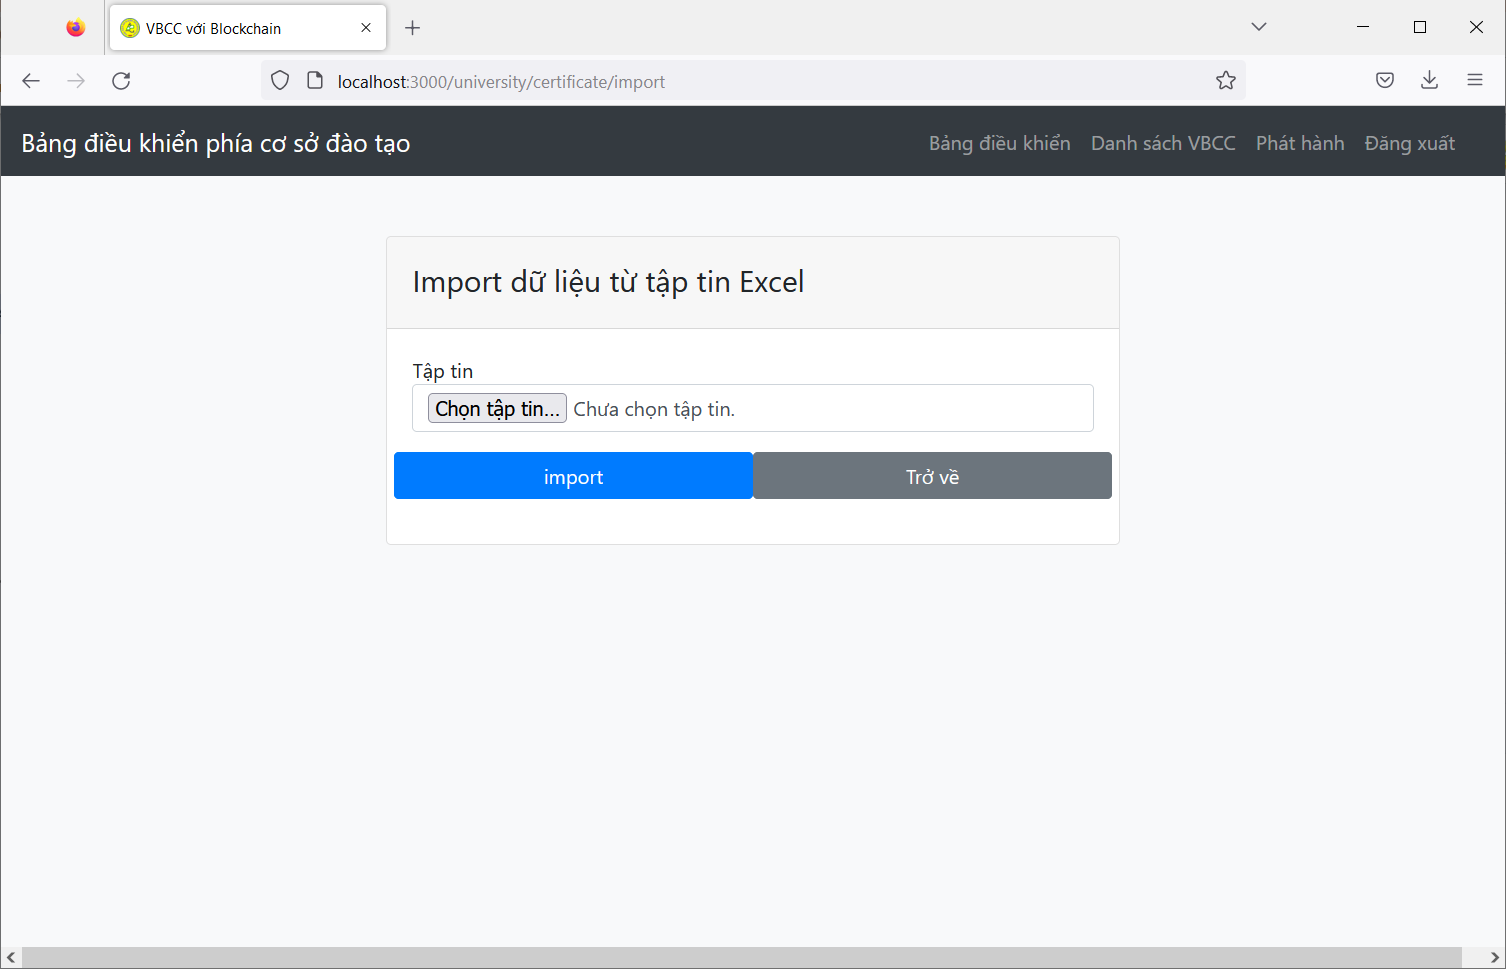 VBCC với Blockchain
localhost:3000/university/certificate/import
Bảng điều khiển phía cơ sở đào tạo
Bảng điều khiển Danh sách VBCC Phát hành Đăng xuất
Import dữ liệu từ tập tin Excel
Tập tin
Chọn tập tin... Chưa chọn tập tin.
import
Trở về